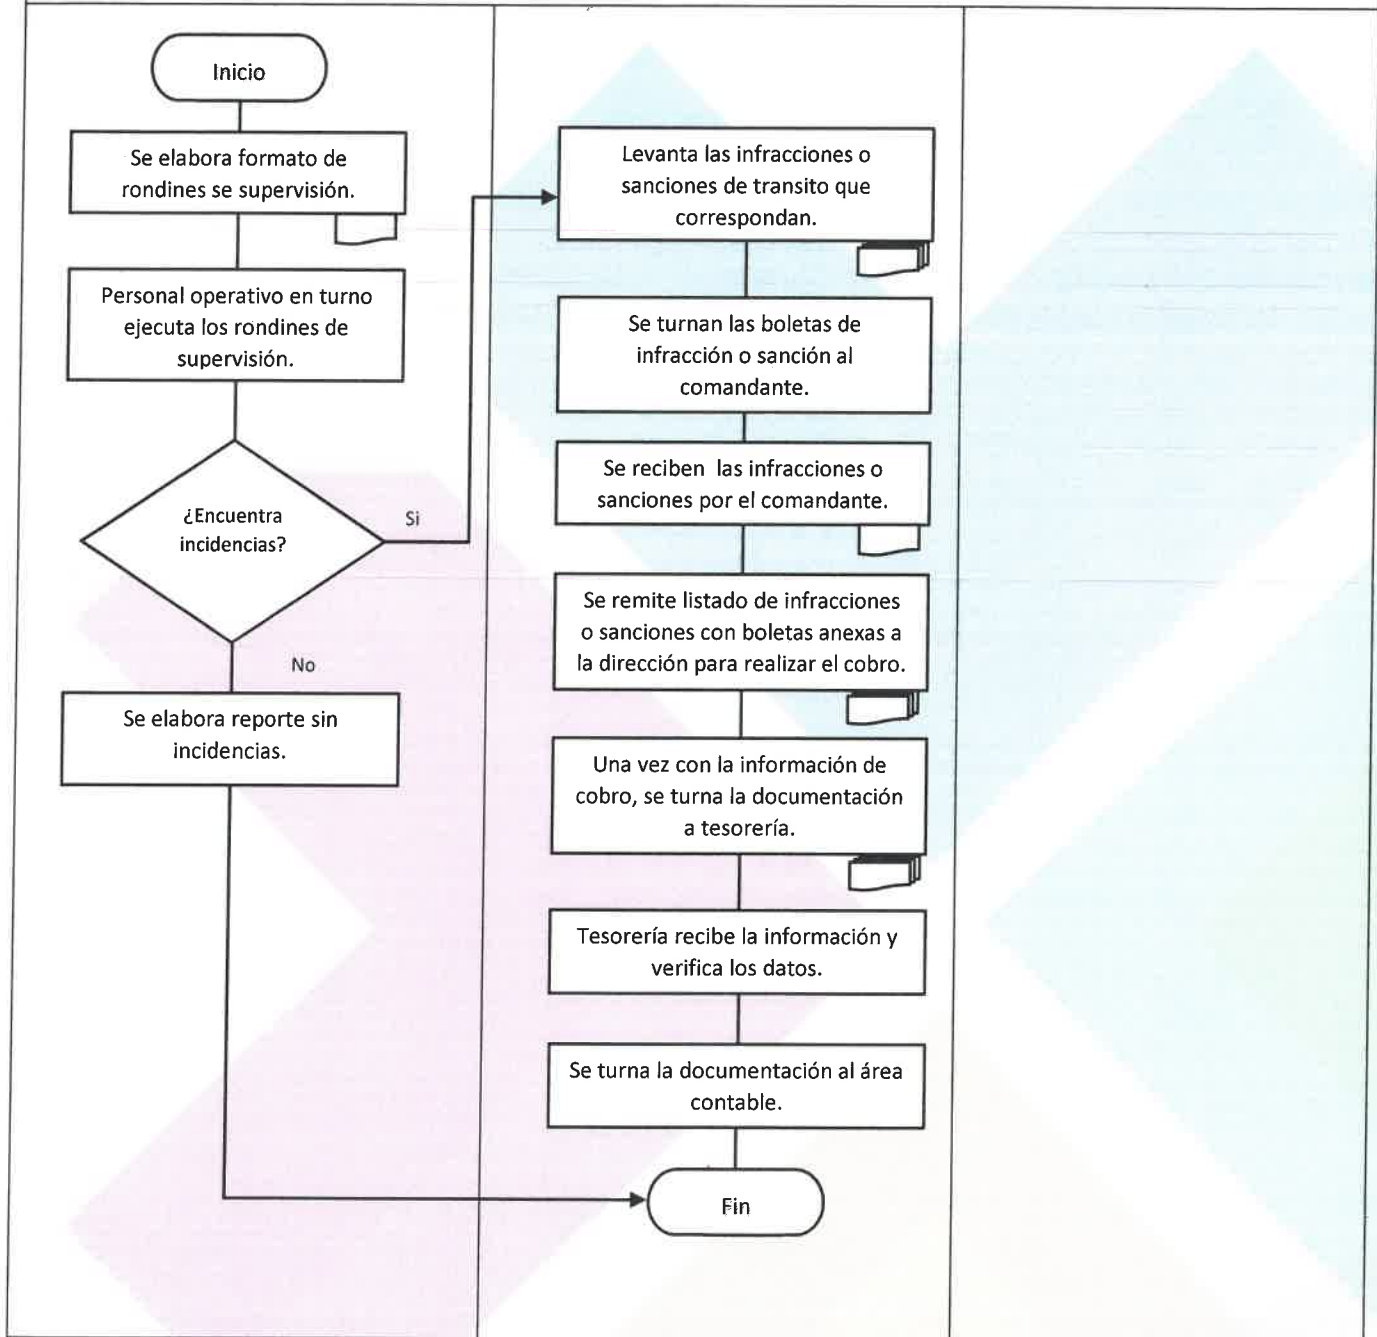 Inicio
Se elabora formato de
rondines se supervisión.
Personal operativo en turno
ejecuta los rondines de
supervisión.
¿Encuentra
incidencias?
Si
No
Se elabora reporte sin
incidencias.
Levanta las infracciones o
sanciones de transito que
correspondan.
Se turnan las boletas de
infracción o sanción al
comandante.
Se reciben las infracciones o
sanciones por el comandante.
Se remite listado de infracciones
o sanciones con boletas anexas a
la dirección para realizar el cobro.
Una vez con la información de
cobro, se turna la documentación
a tesorería.
Tesorería recibe la información y
verifica los datos.
Se turna la documentación al área
contable.
Fin